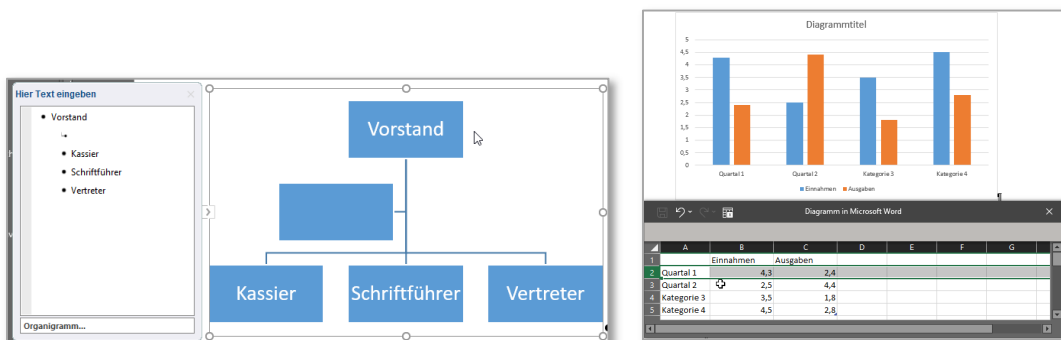 Hier Text eingeben
Vorstand
Kassier
Schriftführer
Vertreter
Organigramm...
Vorstand
Kassier Schriftführer Vertreter
Diagrammtitel
5
4,5
4
3,5
3
2,5
2
1,5
1
0,5
0
Quartal 1 Quartal 2 Kategorie 3 Kategorie 4
Einnahmen Ausgaben
¶
Diagramm in Microsoft Word
A B C D E F G
1 Einnahmen Ausgaben
2 Quartal 1 4,3 2,4
3 Quartal 2 2,5 4,4
4 Kategorie 3 3,5 1,8
5 Kategorie 4 4,5 2,8